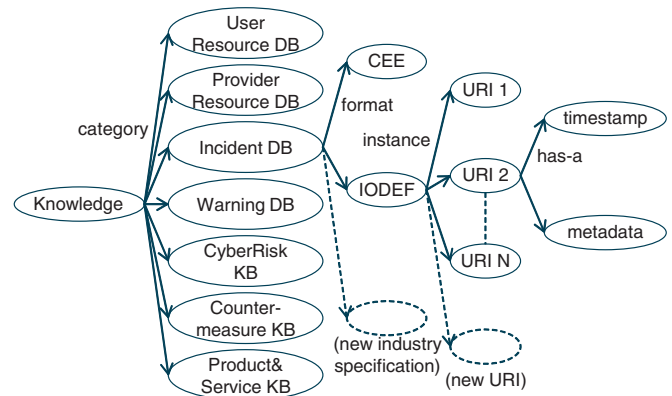 User
Resource DB
Provider
Resource DB
category
Incident DB
Knowledge
Warning DB
CyberRisk
KB
Counter-
measure KB
Product&
Service KB
CEE
format
instance
IODEF
(new industry
specification)
URI 1
URI 2
URI N
(new URI)
timestamp
has-a
metadata